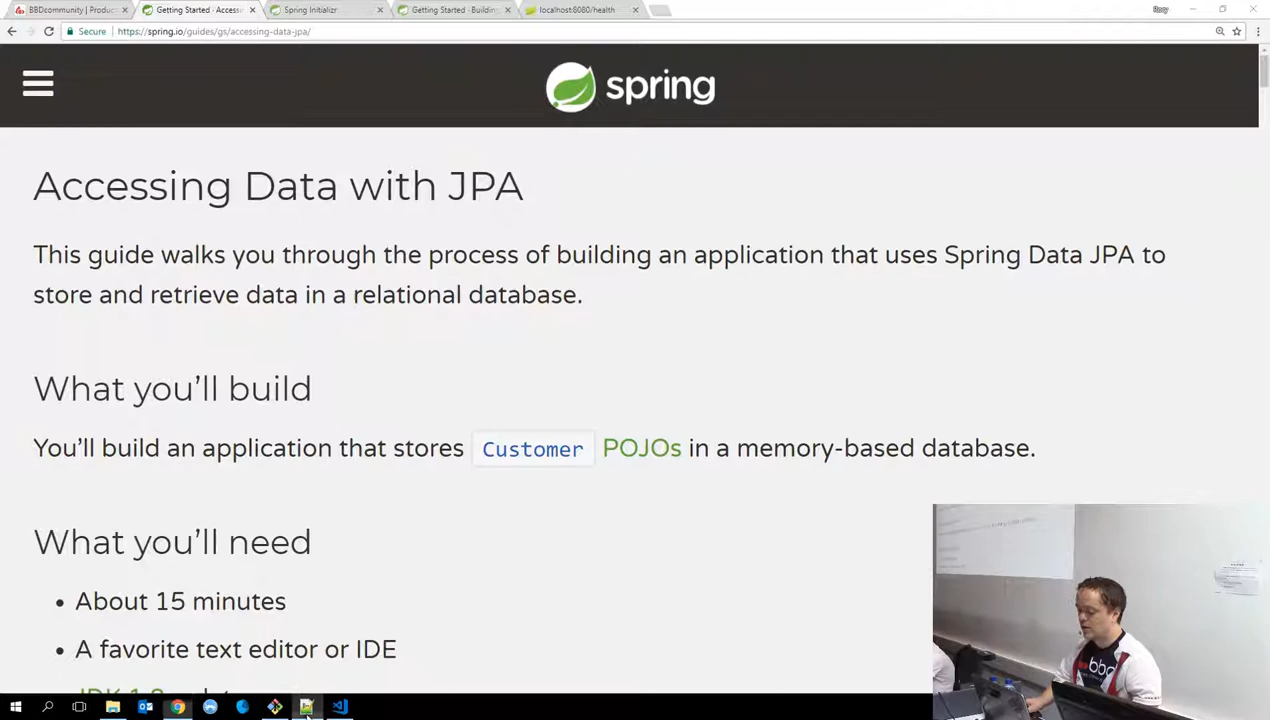 BBDcommunity | Produc
Getting Started · Access
Spring Initializr
Getting Started · Building
localhost:8080/health
Rory
Secure
https://spring.io/guides/gs/accessing-data-jpa/
spring
Accessing Data with JPA
This guide walks you through the process of building an application that uses Spring Data JPA to
store and retrieve data in a relational database.
What you’ll build
You’ll build an application that stores Customer POJOs in a memory-based database.
What you’ll need
About 15 minutes
A favorite text editor or IDE
bbd